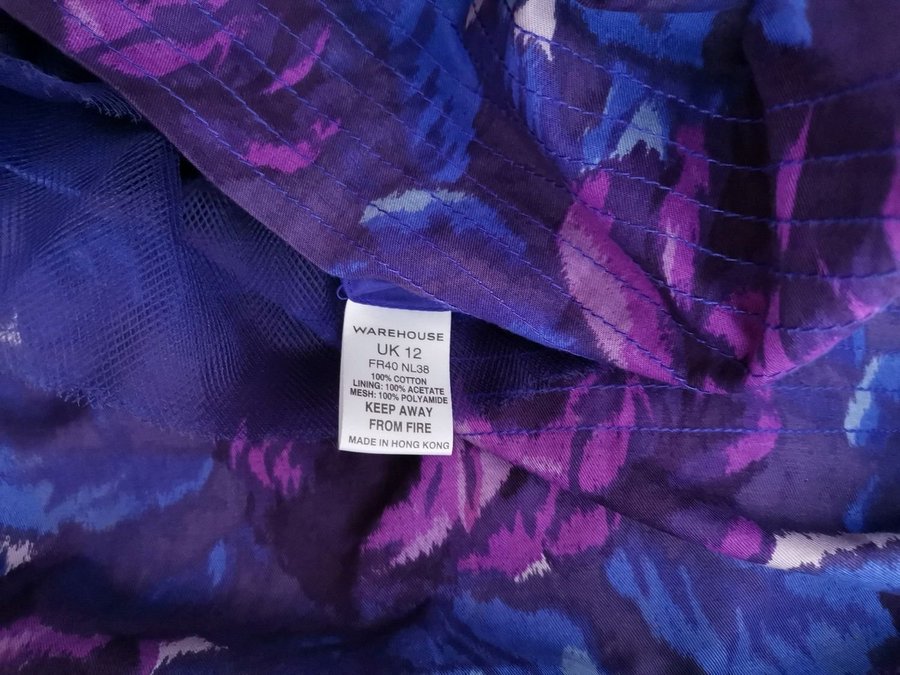 WAREHOUSE
UK 12
FR40 NL38
100% COTTON
LINING: 100% ACETATE
MESH: 100% POLYAMIDE
KEEP AWAY
FROM FIRE
MADE IN HONG KONG